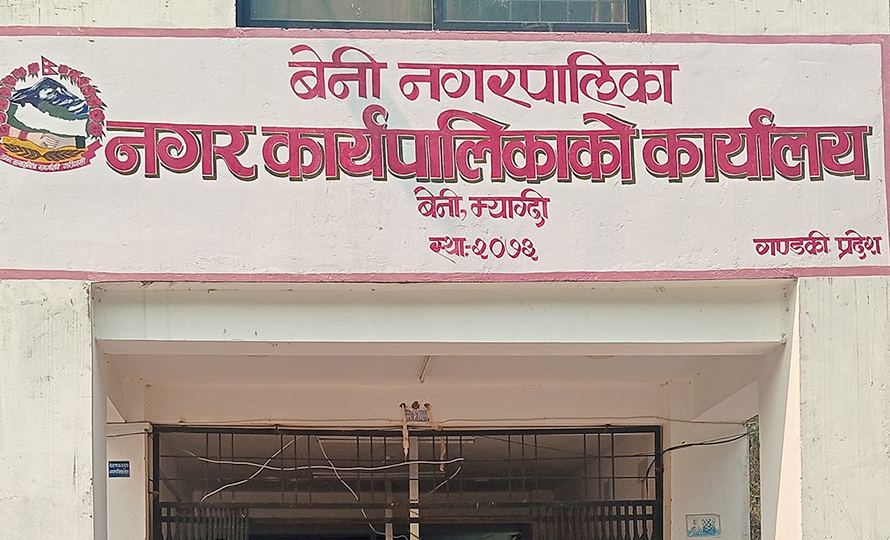 बेनी नगरपालिका
नगर कार्यपालिकाको कार्यालय
बेनी, म्याग्दी
स्था:-२०७३
गण्डकी प्रदेश